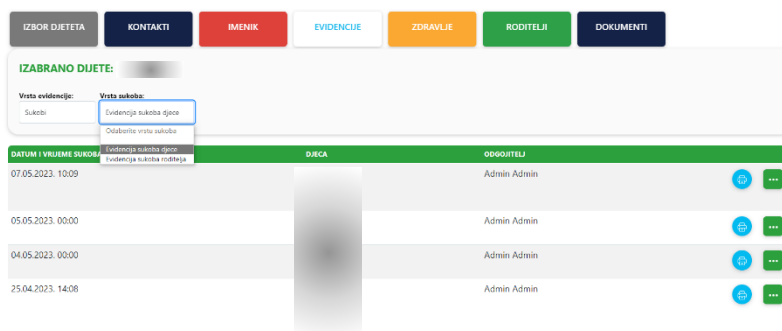 IZBOR DJETETA KONTAKTI IMENIK EVIDENCIJE ZDRAVLJE RODITELJI DOKUMENTI
IZABRANO DIJETE:
Vrsta evidencije: Vrsta sukoba:
Sukobi Evidencija sukoba djece
Odaberite vrstu sukoba
Evidencija sukoba djece
Evidencija sukoba roditelja
DATUM I VRIJEME SUKOBA DJECA ODGOJITELJ
07.05.2023. 10:09 Admin Admin
05.05.2023. 00:00 Admin Admin
04.05.2023. 00:00 Admin Admin
25.04.2023. 14:08 Admin Admin